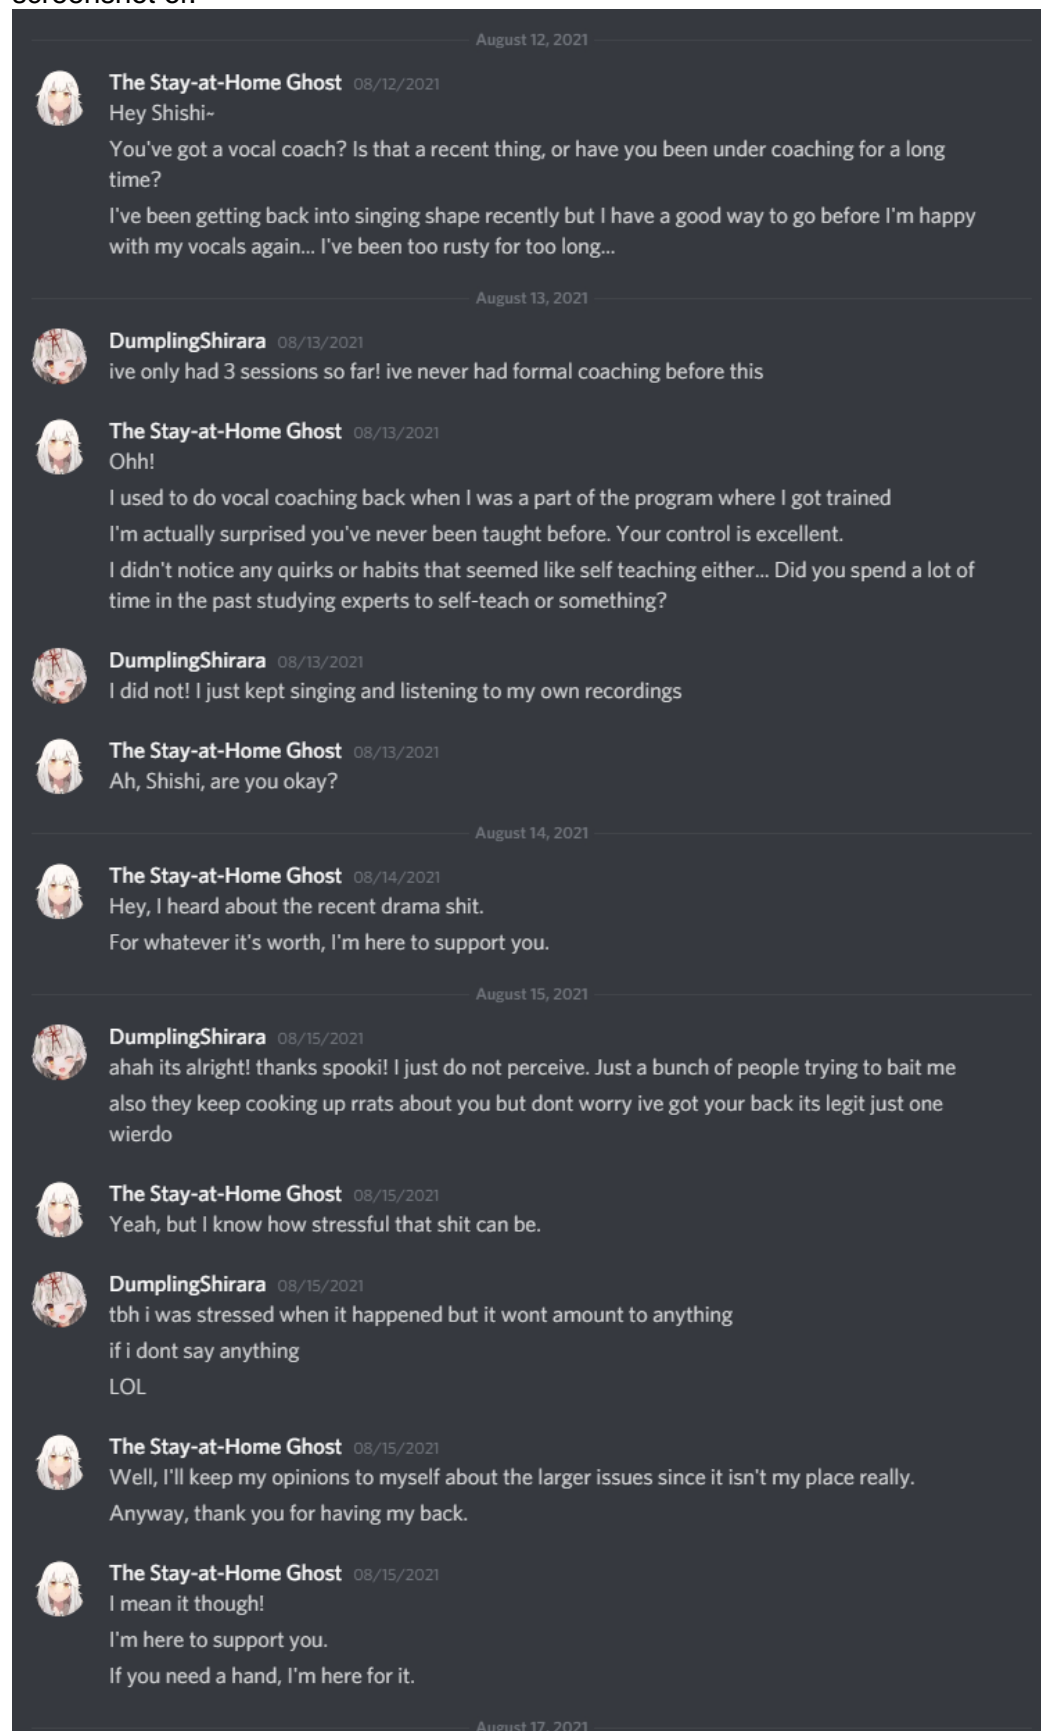 August 12, 2021
The Stay-at-Home Ghost 08/12/2021
Hey Shishi~
You've got a vocal coach? Is that a recent thing, or have you been under coaching for a long
time?
I've been getting back into singing shape recently but I have a good way to go before I'm happy
with my vocals again... I've been too rusty for too long...
August 13, 2021
DumplingShirara 08/13/2021
ive only had 3 sessions so far! ive never had formal coaching before this
The Stay-at-Home Ghost 08/13/2021
Ohh!
I used to do vocal coaching back when I was a part of the program where I got trained
I'm actually surprised you've never been taught before. Your control is excellent.
I didn't notice any quirks or habits that seemed like self teaching either... Did you spend a lot of
time in the past studying experts to self-teach or something?
DumplingShirara 08/13/2021
I did not! I just kept singing and listening to my own recordings
The Stay-at-Home Ghost 08/13/2021
Ah, Shishi, are you okay?
August 14, 2021
The Stay-at-Home Ghost 08/14/2021
Hey, I heard about the recent drama shit.
For whatever it's worth, I'm here to support you.
August 15, 2021
DumplingShirara 08/15/2021
ahah its alright! thanks spooki! I just do not perceive. Just a bunch of people trying to bait me
also they keep cooking up rrats about you but dont worry ive got your back its legit just one
wierdo
The Stay-at-Home Ghost 08/15/2021
Yeah, but I know how stressful that shit can be.
DumplingShirara 08/15/2021
tbh i was stressed when it happened but it wont amount to anything
if i dont say anything
LOL
The Stay-at-Home Ghost 08/15/2021
Well, I'll keep my opinions to myself about the larger issues since it isn't my place really.
Anyway, thank you for having my back.
The Stay-at-Home Ghost 08/15/2021
I mean it though!
I'm here to support you.
If you need a hand, I'm here for it.
August 17, 2021